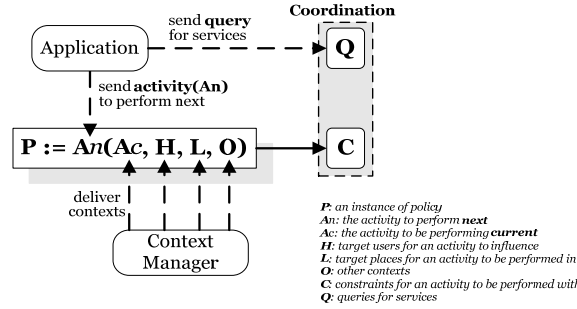 Coordination
send query
for services
Application
Q
send activity(An)
to perform next
P := An(Ac, H, L, O)
C
deliver
contexts
Context
Manager
P: an instance of policy
An: the activity to perform next
Ac: the activity to be performing current
H: target users for an activity to influence
L: target places for an activity to be performed in
O: other contexts
C: constraints for an activity to be performed with
Q: queries for services